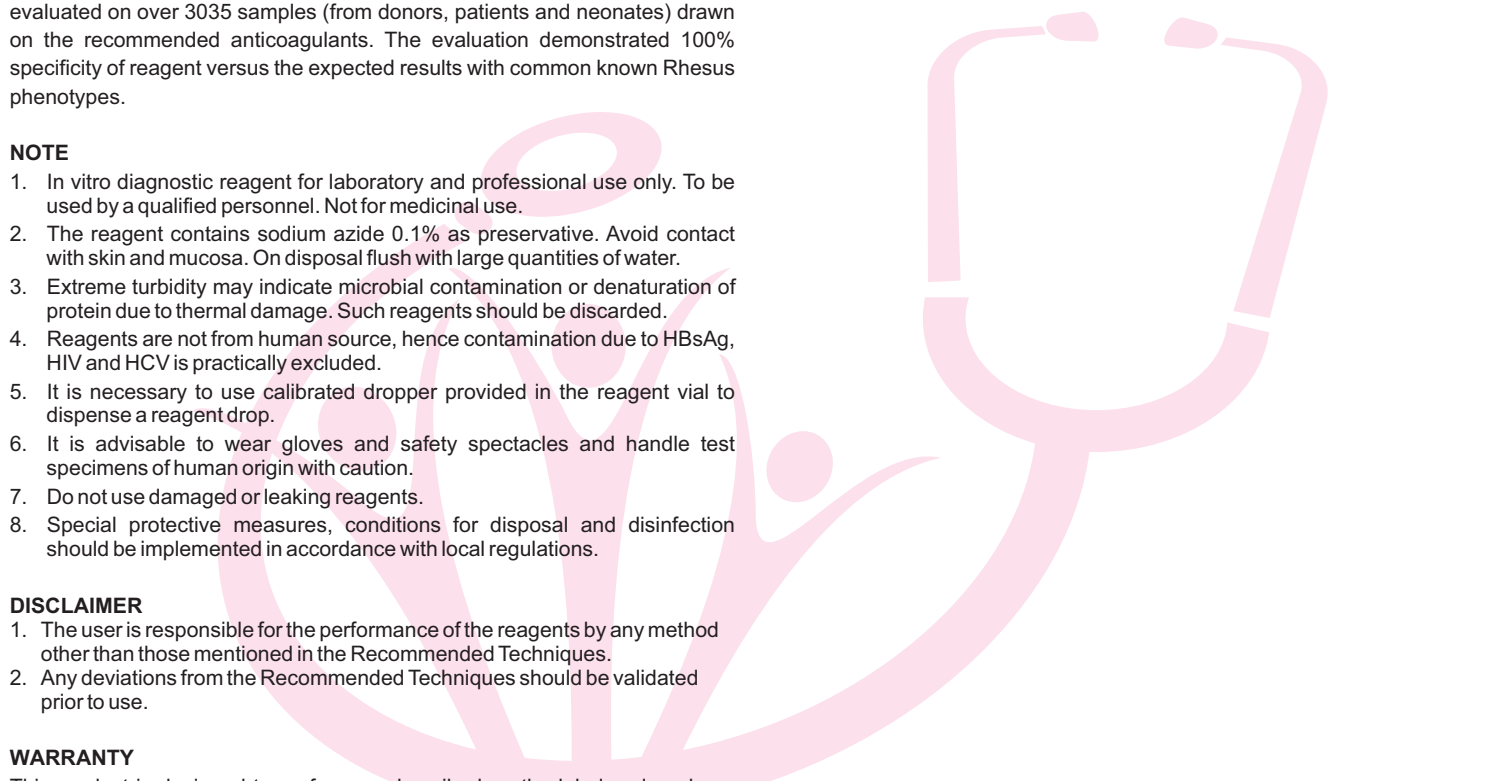 evaluated on over 3035 samples (from donors, patients and neonates) drawn
on the recommended anticoagulants. The evaluation demonstrated 100%
specificity of reagent versus the expected results with common known Rhesus
phenotypes.
NOTE
1. In vitro diagnostic reagent for laboratory and professional use only. To be
used by a qualified personnel. Not for medicinal use.
2. The reagent contains sodium azide 0.1% as preservative. Avoid contact
with skin and mucosa. On disposal flush with large quantities of water.
3. Extreme turbidity may indicate microbial contamination or denaturation of
protein due to thermal damage. Such reagents should be discarded.
4. Reagents are not from human source, hence contamination due to HBsAg,
HIV and HCV is practically excluded.
5. It is necessary to use calibrated dropper provided in the reagent vial to
dispense a reagent drop.
6. It is advisable to wear gloves and safety spectacles and handle test
specimens of human origin with caution.
7. Do not use damaged or leaking reagents.
8. Special protective measures, conditions for disposal and disinfection
should be implemented in accordance with local regulations.
DISCLAIMER
1. The user is responsible for the performance of the reagents by any method
other than those mentioned in the Recommended Techniques.
2. Any deviations from the Recommended Techniques should be validated
prior to use.
WARRANTY